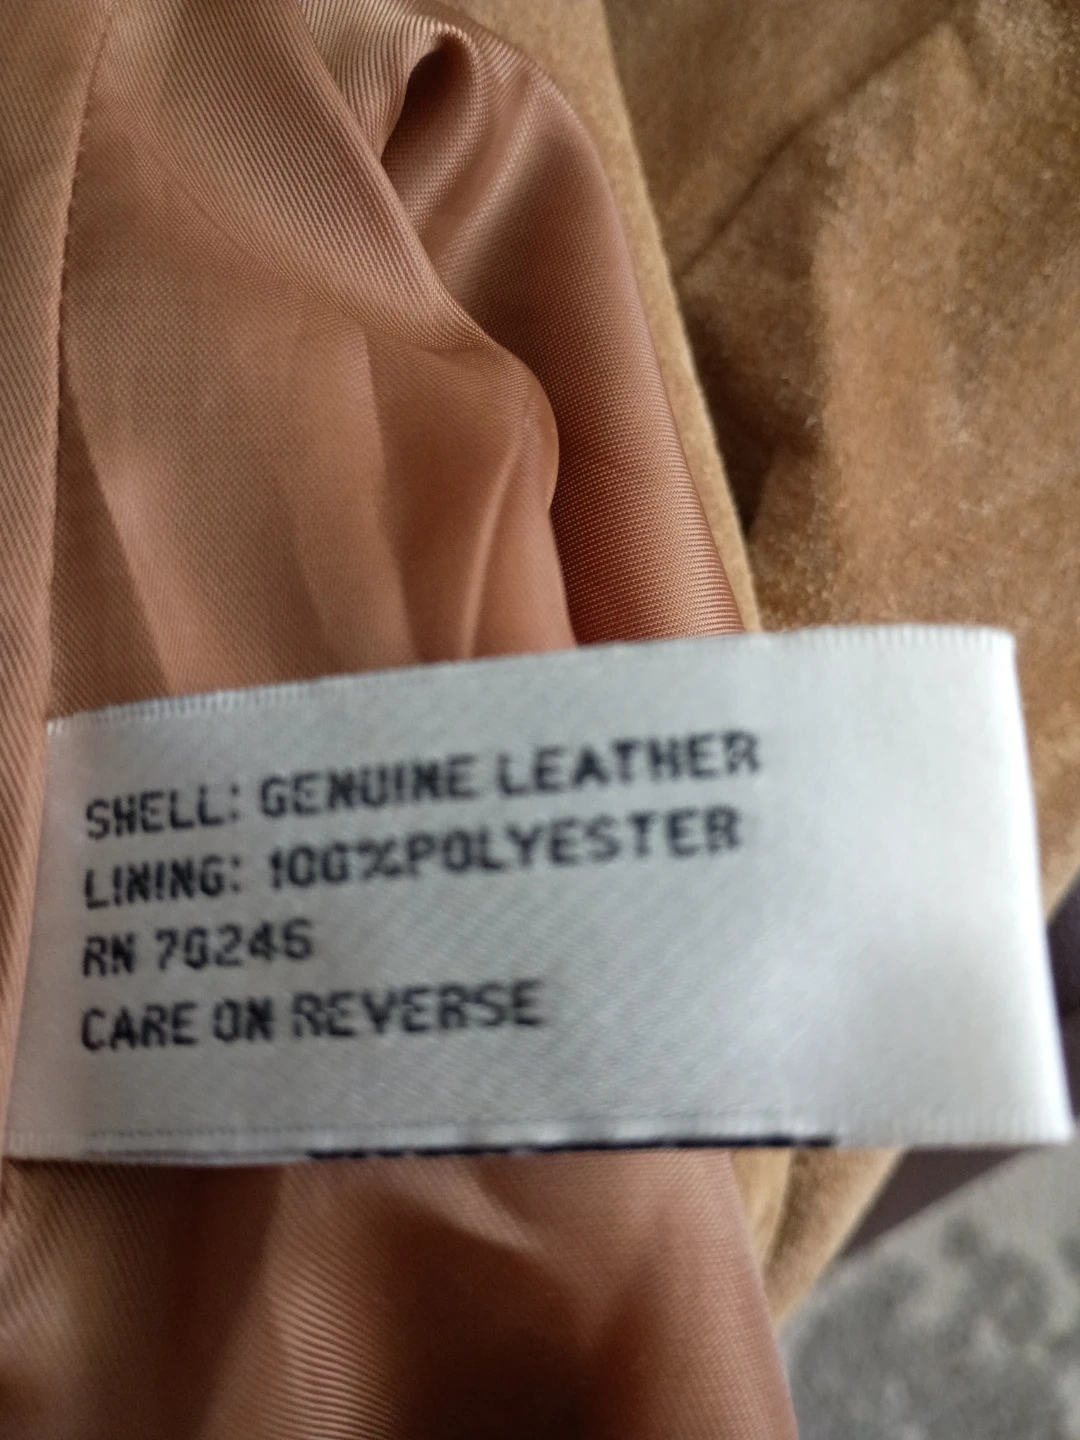 SHELL: GENUINE LEATHER
LINING: 100%POLYESTER
RN 70246
CARE ON REVERSE